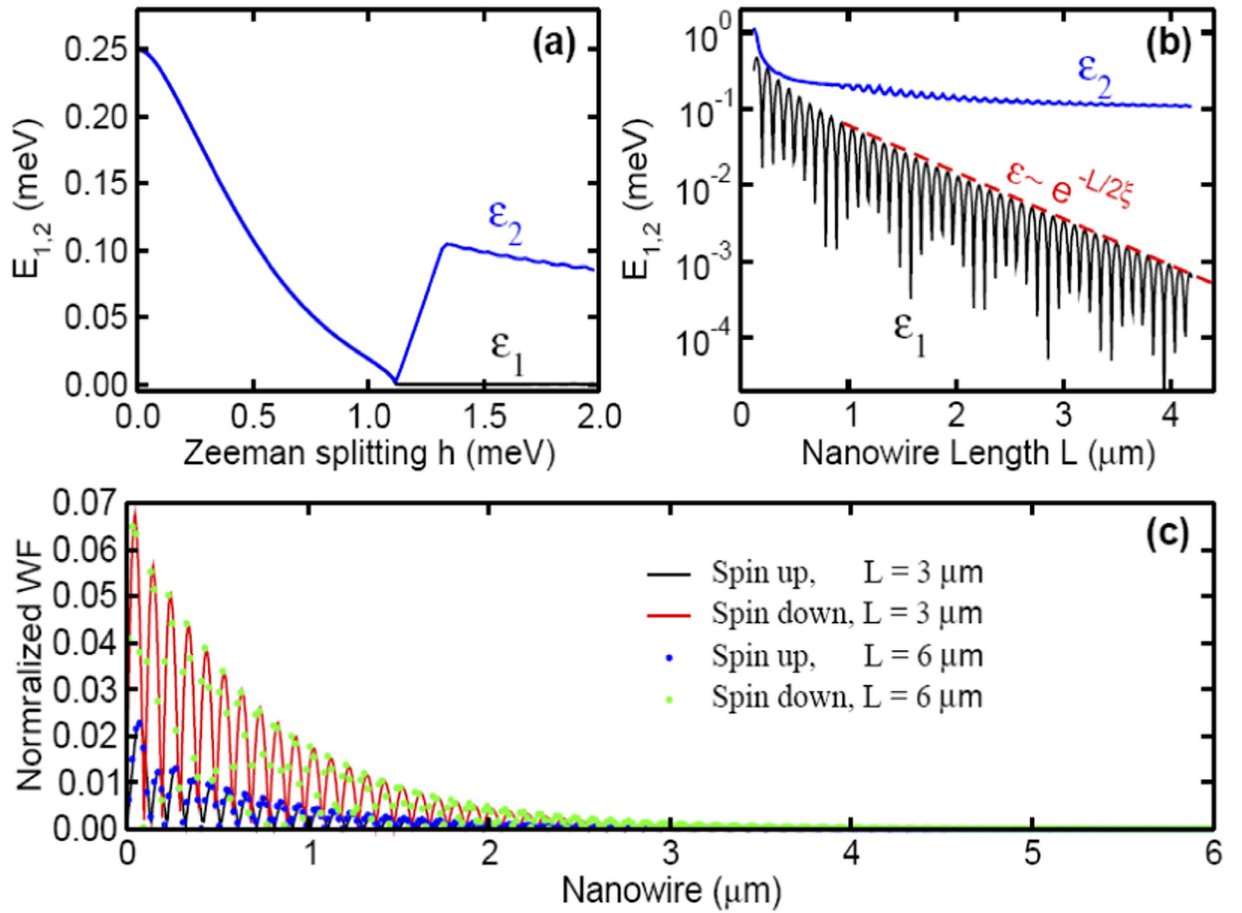 (a)
0.25
0.20
0.15
0.10
0.05
0.00
E1,2 (meV)
ε2
ε1
0.0 0.5 1.0 1.5 2.0
Zeeman splitting h (meV)
(b)
10^0
10^-1
10^-2
10^-3
10^-4
E1,2 (meV)
ε2
ε~ e^-L/2ξ
ε1
0 1 2 3 4
Nanowire Length L (μm)
(c)
0.07
0.06
0.05
0.04
0.03
0.02
0.01
0.00
Normralized WF
Spin up, L = 3 μm
Spin down, L = 3 μm
Spin up, L = 6 μm
Spin down, L = 6 μm
0 1 2 3 4 5 6
Nanowire (μm)